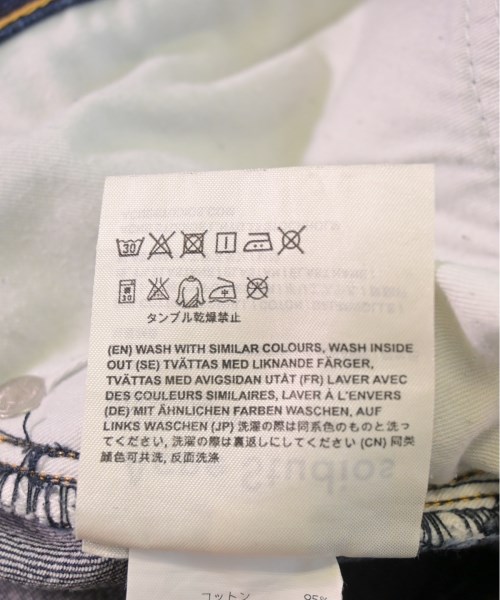 30
30
中
タンブル乾燥禁止
(EN) WASH WITH SIMILAR COLOURS, WASH INSIDE
OUT (SE) TVÄTTAS MED LIKNANDE FÄRGER,
TVÄTTAS MED AVIGSIDAN UTÅT (FR) LAVER AVEC
DES COULEURS SIMILAIRES, LAVER À L'ENVERS
(DE) MIT ÄHNLICHEN FARBEN WASCHEN, AUF
LINKS WASCHEN (JP) 洗濯の際は同系色のものと洗っ
てください, 洗濯の際は裏返しにしてください (CN) 同类
颜色可共洗, 反面洗涤
コットン 95%